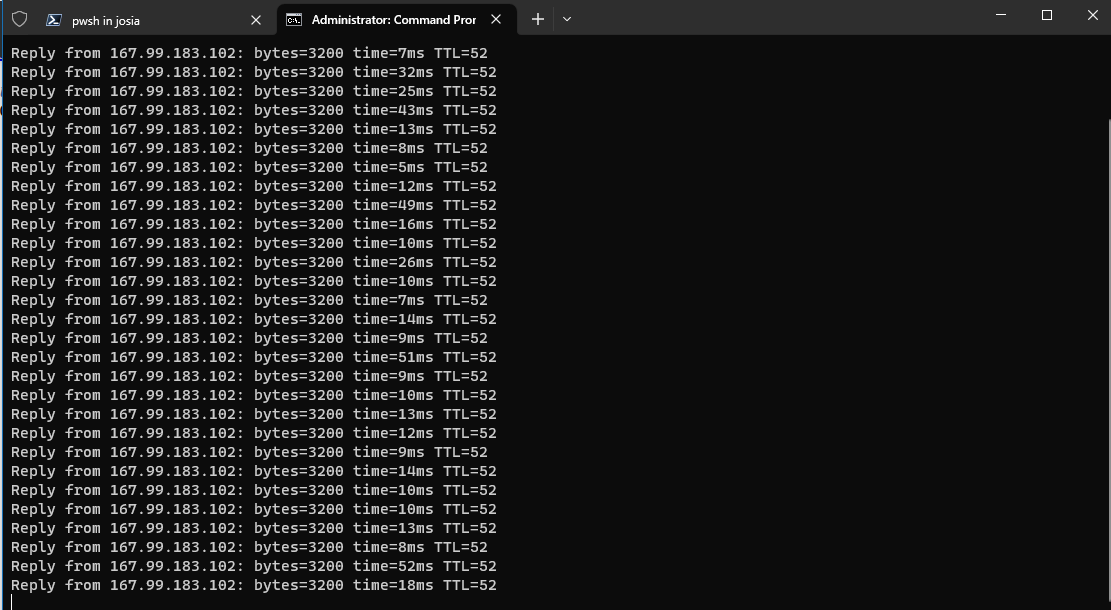 pwsh in josia
Administrator: Command Pror
Reply from 167.99.183.102: bytes=3200 time=7ms TTL=52
Reply from 167.99.183.102: bytes=3200 time=32ms TTL=52
Reply from 167.99.183.102: bytes=3200 time=25ms TTL=52
Reply from 167.99.183.102: bytes=3200 time=43ms TTL=52
Reply from 167.99.183.102: bytes=3200 time=13ms TTL=52
Reply from 167.99.183.102: bytes=3200 time=8ms TTL=52
Reply from 167.99.183.102: bytes=3200 time=5ms TTL=52
Reply from 167.99.183.102: bytes=3200 time=12ms TTL=52
Reply from 167.99.183.102: bytes=3200 time=49ms TTL=52
Reply from 167.99.183.102: bytes=3200 time=16ms TTL=52
Reply from 167.99.183.102: bytes=3200 time=10ms TTL=52
Reply from 167.99.183.102: bytes=3200 time=26ms TTL=52
Reply from 167.99.183.102: bytes=3200 time=10ms TTL=52
Reply from 167.99.183.102: bytes=3200 time=7ms TTL=52
Reply from 167.99.183.102: bytes=3200 time=14ms TTL=52
Reply from 167.99.183.102: bytes=3200 time=9ms TTL=52
Reply from 167.99.183.102: bytes=3200 time=51ms TTL=52
Reply from 167.99.183.102: bytes=3200 time=9ms TTL=52
Reply from 167.99.183.102: bytes=3200 time=10ms TTL=52
Reply from 167.99.183.102: bytes=3200 time=13ms TTL=52
Reply from 167.99.183.102: bytes=3200 time=12ms TTL=52
Reply from 167.99.183.102: bytes=3200 time=9ms TTL=52
Reply from 167.99.183.102: bytes=3200 time=14ms TTL=52
Reply from 167.99.183.102: bytes=3200 time=10ms TTL=52
Reply from 167.99.183.102: bytes=3200 time=10ms TTL=52
Reply from 167.99.183.102: bytes=3200 time=13ms TTL=52
Reply from 167.99.183.102: bytes=3200 time=8ms TTL=52
Reply from 167.99.183.102: bytes=3200 time=52ms TTL=52
Reply from 167.99.183.102: bytes=3200 time=18ms TTL=52